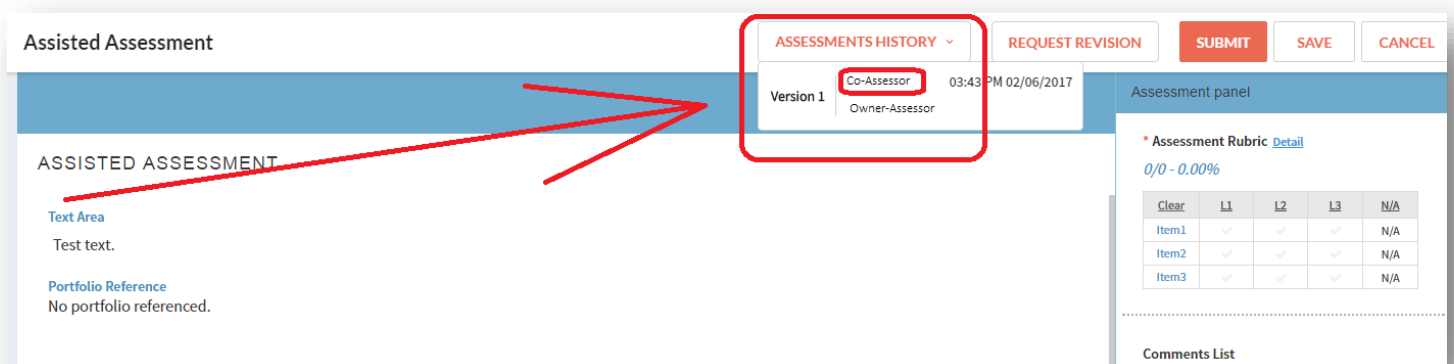 Assisted Assessment
ASSESSMENTS HISTORY
REQUEST REVISION
SUBMIT
SAVE
CANCEL
Version 1
Co-Assessor
03:43 PM 02/06/2017
Owner-Assessor
Assessment panel
ASSISTED ASSESSMENT
Text Area
Test text.
Portfolio Reference
No portfolio referenced.
* Assessment Rubric Detail
0/0 - 0.00%
Clear L1 L2 L3 N/A
Item1 N/A
Item2 N/A
Item3 N/A
Comments List